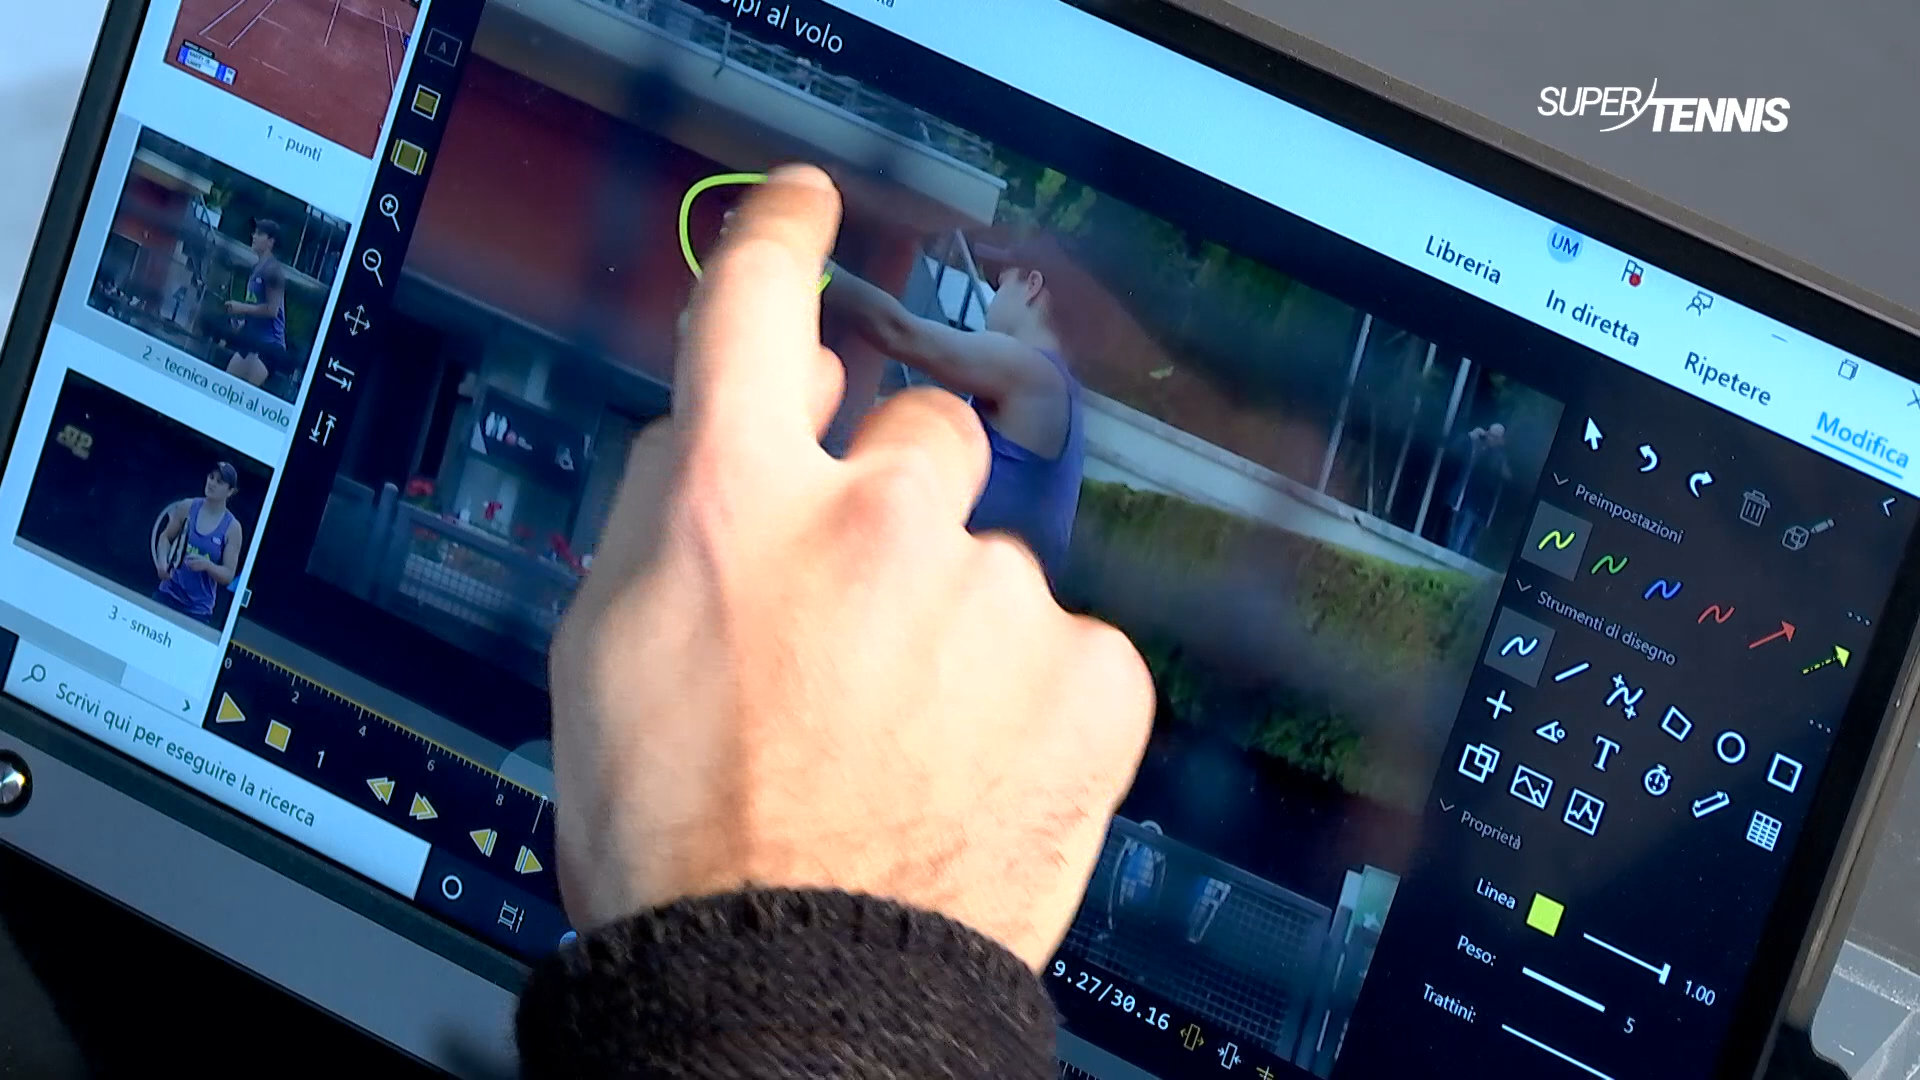 colpi al volo
SUPER TENNIS
1 - punti
2 - tecnica colpi al volo
3 - smash
Scrivi qui per eseguire la ricerca
UM
Libreria
In diretta
Ripetere
Modifica
Preimpostazioni
Strumenti di disegno
T
Proprietà
Linea
1.00
Peso:
5
Trattini:
0
2
4
6
8
1
9.27/30.16
A